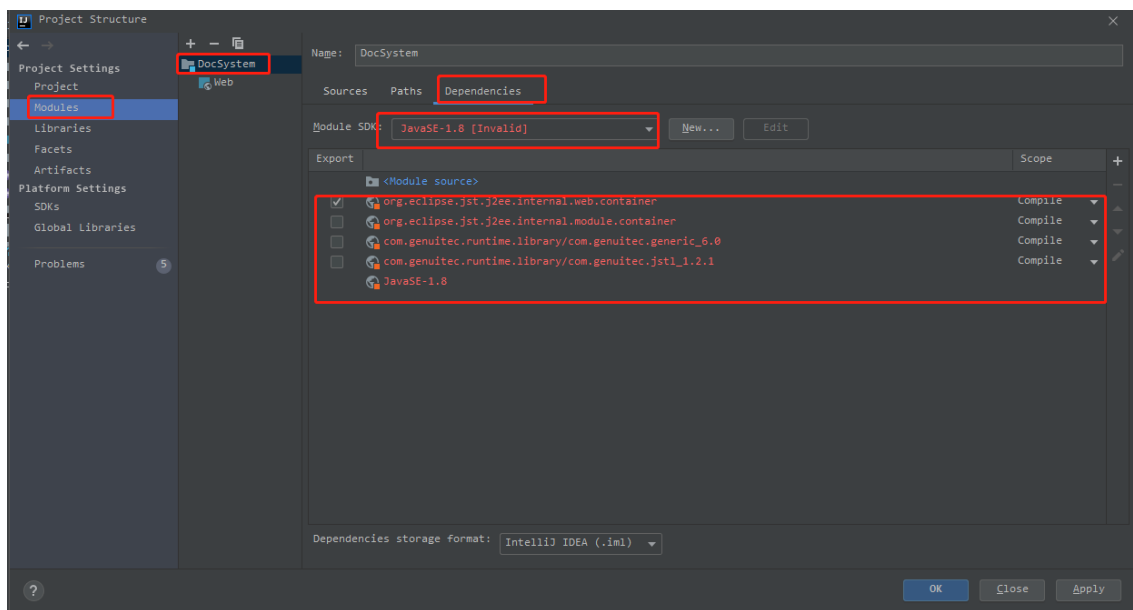 Project Structure
Project Settings
Project
Modules
Libraries
Facets
Artifacts
Platform Settings
SDKs
Global Libraries
Problems 5
DocSystem
Web
Name: DocSystem
Sources Paths Dependencies
Module SDK: JavaSE-1.8 [Invalid] New... Edit
Export Scope
<Module source>
org.eclipse.jst.j2ee.internal.web.container Compile
org.eclipse.jst.j2ee.internal.module.container Compile
com.genuitec.runtime.library/com.genuitec.generic_6.0 Compile
com.genuitec.runtime.library/com.genuitec.jstl_1.2.1 Compile
JavaSE-1.8
Dependencies storage format: IntelliJ IDEA (.iml)
? OK Close Apply